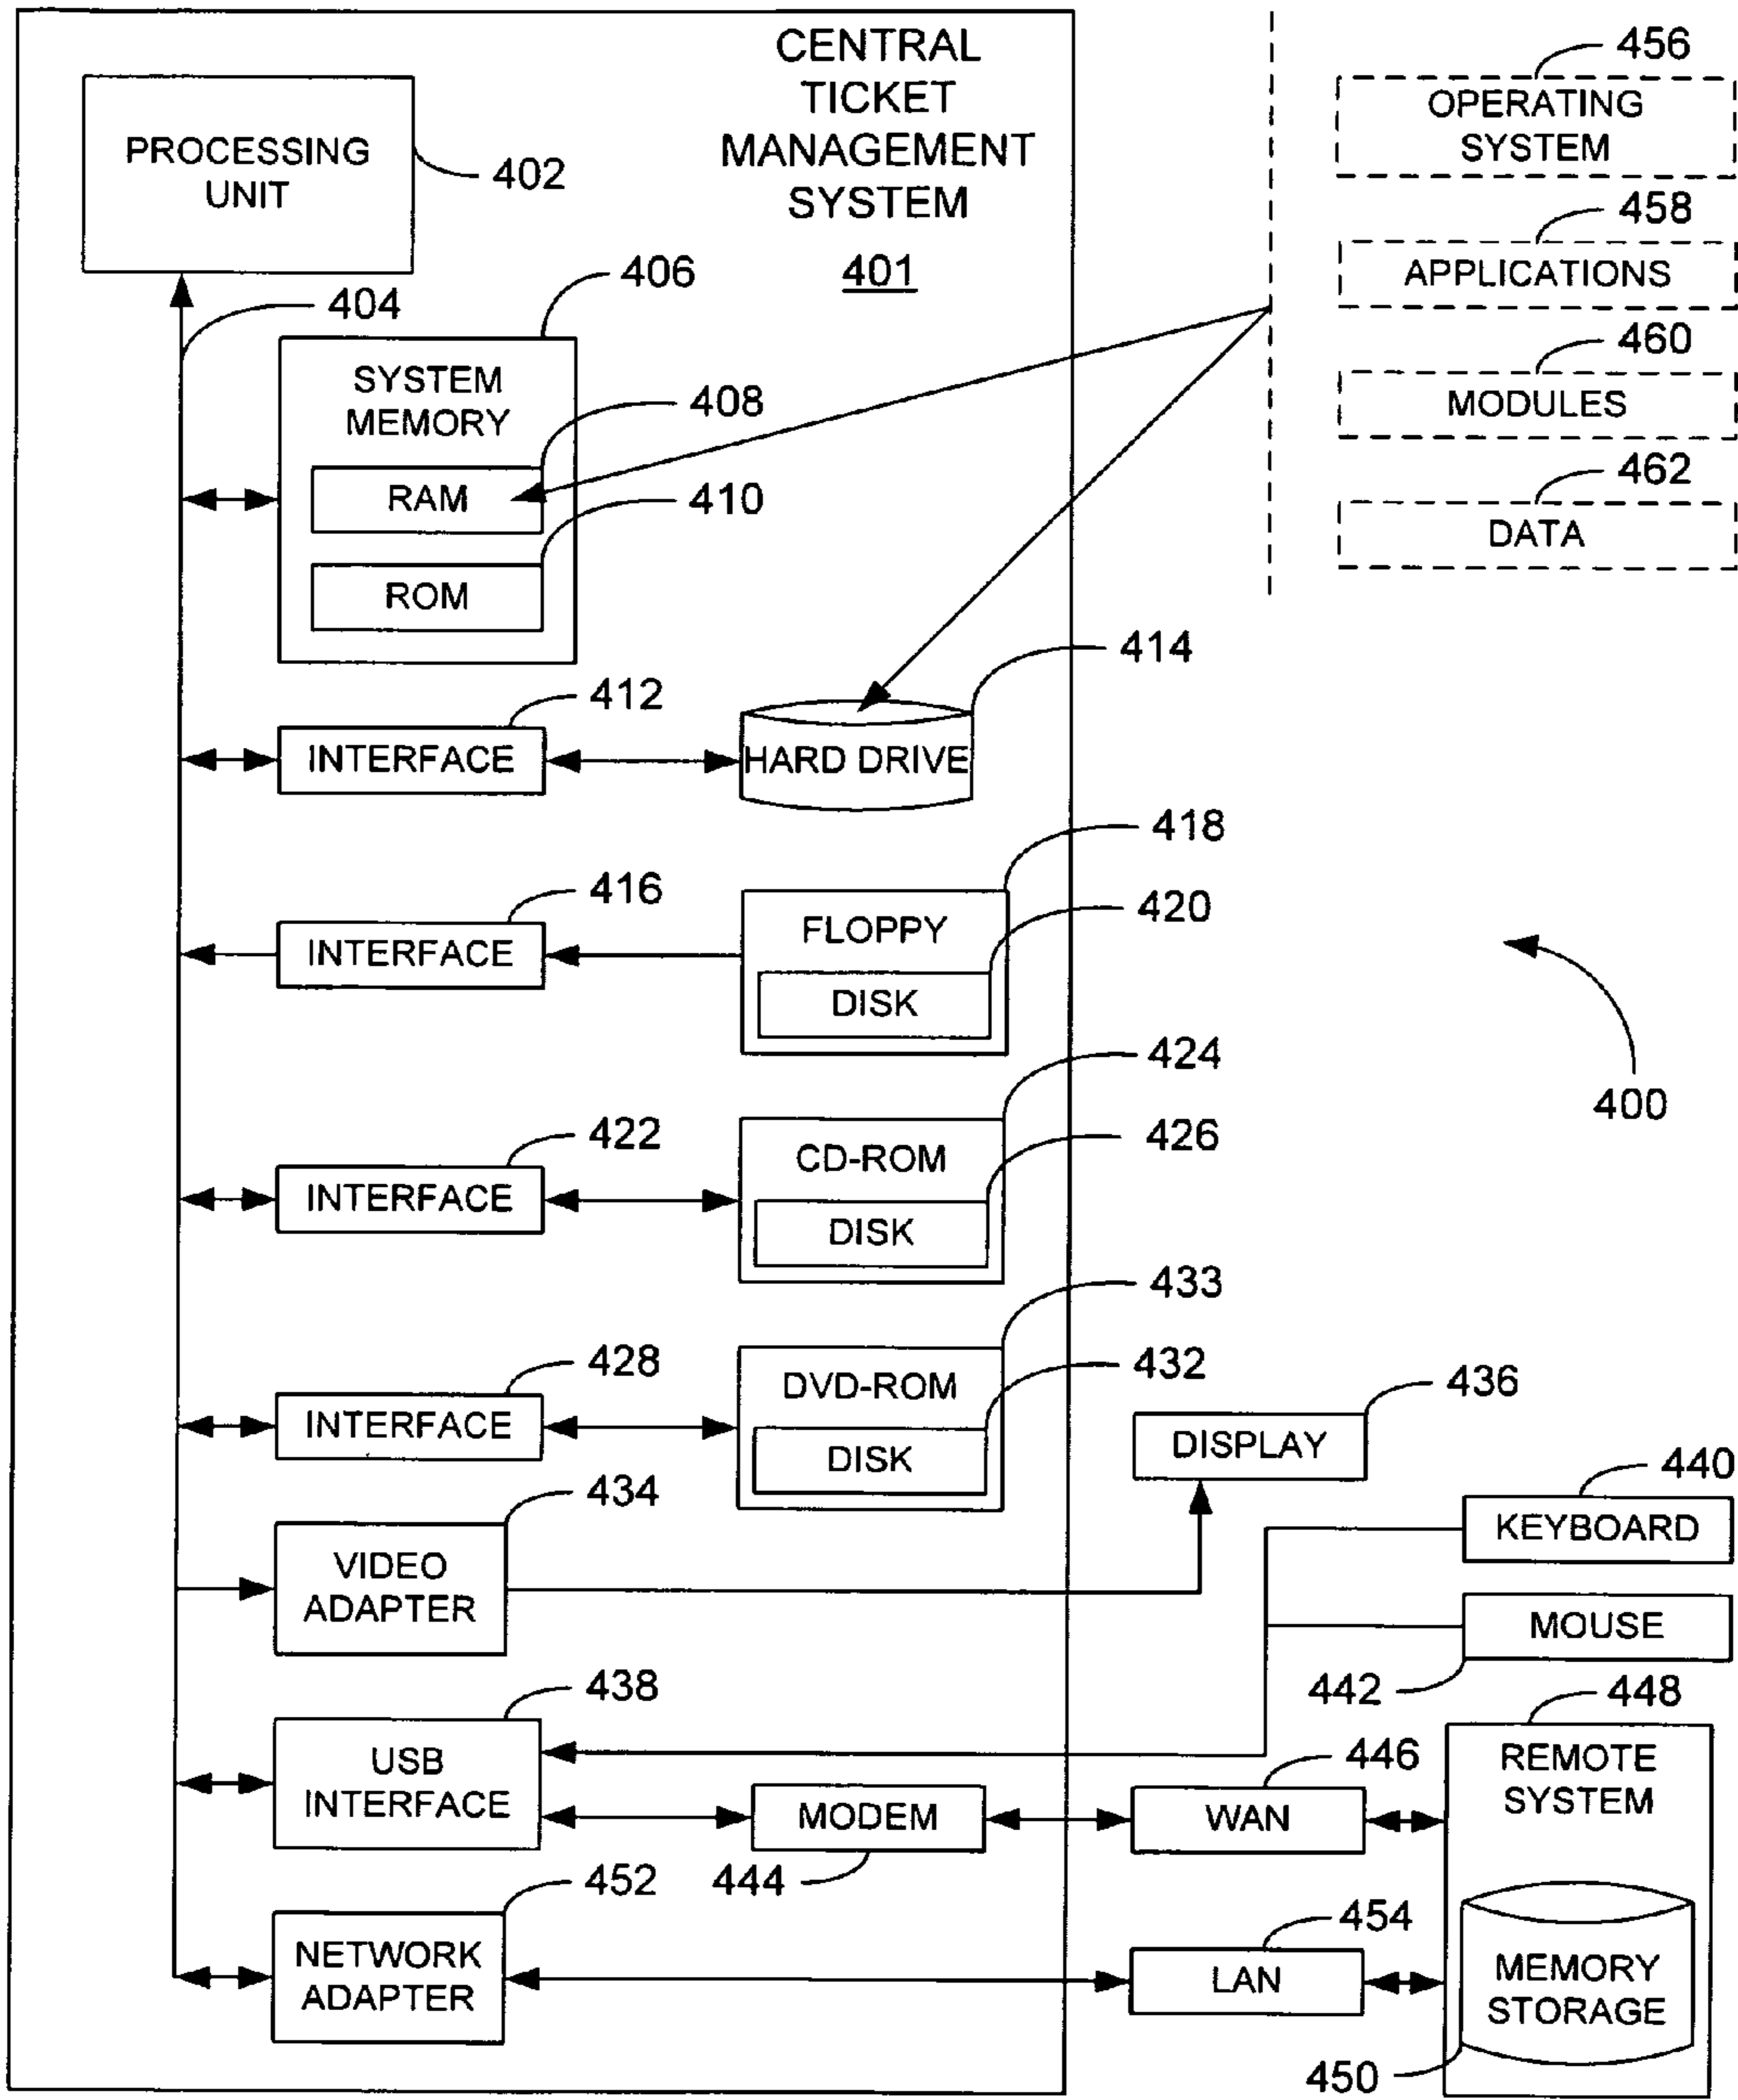 CENTRAL
TICKET
MANAGEMENT
SYSTEM
401
PROCESSING
UNIT
402
404
406
SYSTEM
MEMORY
408
RAM
410
ROM
412
INTERFACE
414
HARD DRIVE
416
INTERFACE
418
FLOPPY
420
DISK
422
INTERFACE
424
CD-ROM
426
DISK
428
INTERFACE
433
DVD-ROM
432
DISK
434
VIDEO
ADAPTER
436
DISPLAY
438
USB
INTERFACE
440
KEYBOARD
MOUSE
442
MODEM
444
446
WAN
448
REMOTE
SYSTEM
452
NETWORK
ADAPTER
454
LAN
MEMORY
STORAGE
450
456
OPERATING
SYSTEM
458
APPLICATIONS
460
MODULES
462
DATA
400